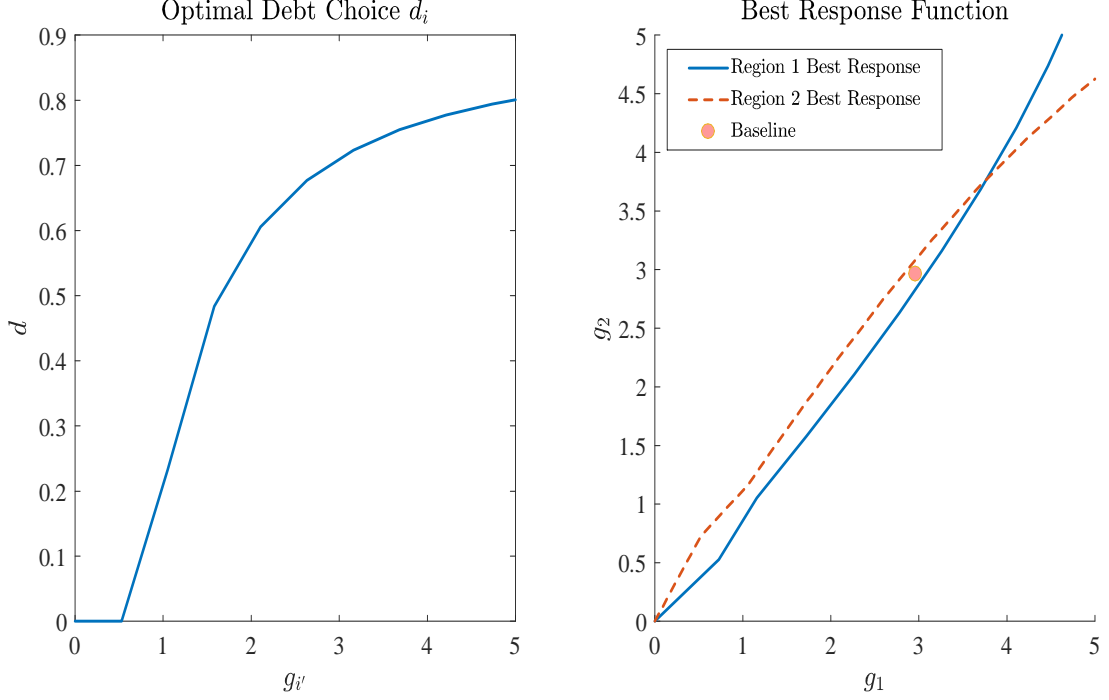 Optimal Debt Choice d_i
0.9
0.8
0.7
0.6
0.5
0.4
0.3
0.2
0.1
0
d
0 1 2 3 4 5
g_{i'}
Best Response Function
Region 1 Best Response
Region 2 Best Response
Baseline
5
4.5
4
3.5
3
2.5
2
1.5
1
0.5
0
g_2
0 1 2 3 4 5
g_1